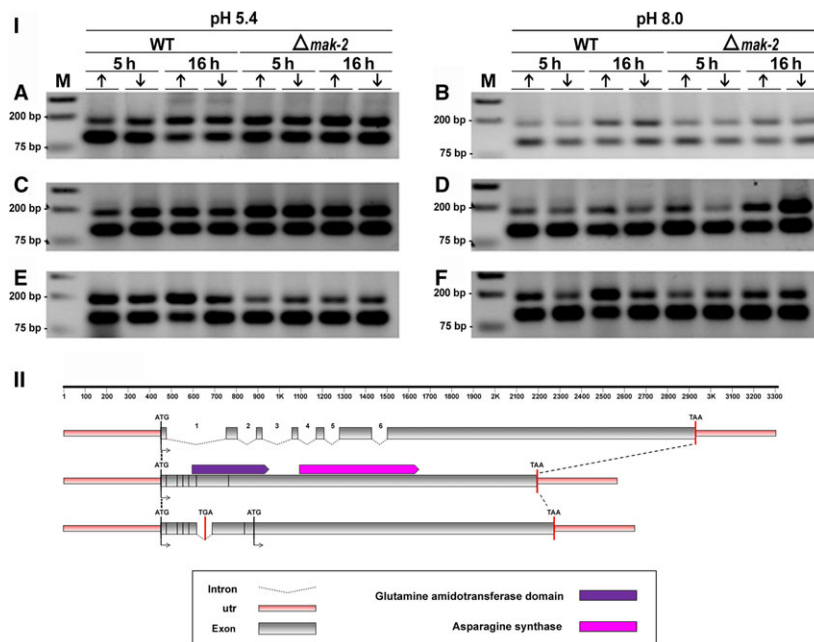 I
pH 5.4
pH 8.0
WT
Δmak-2
WT
Δmak-2
5 h
16 h
5 h
16 h
5 h
16 h
5 h
16 h
M
↑ ↓ ↑ ↓ ↑ ↓ ↑ ↓
M
↑ ↓ ↑ ↓ ↑ ↓ ↑ ↓
A
200 bp
75 bp
B
200 bp
75 bp
C
200 bp
75 bp
D
200 bp
75 bp
E
200 bp
75 bp
F
200 bp
75 bp
II
1 100 200 300 400 500 600 700 800 900 1K 1100 1200 1300 1400 1500 1600 1700 1800 1900 2K 2100 2200 2300 2400 2500 2600 2700 2800 2900 3K 3100 3200 3300
ATG
1 2 3 4 5 6
TAA
ATG
TAA
ATG
TGA
ATG
TAA
Intron
utr
Exon
Glutamine amidotransferase domain
Asparagine synthase